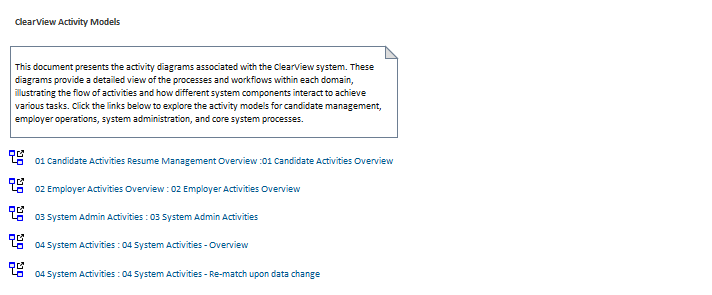 ClearView Activity Models
This document presents the activity diagrams associated with the ClearView system. These
diagrams provide a detailed view of the processes and workflows within each domain,
illustrating the flow of activities and how different system components interact to achieve
various tasks. Click the links below to explore the activity models for candidate management,
employer operations, system administration, and core system processes.
01 Candidate Activities Resume Management Overview :01 Candidate Activities Overview
02 Employer Activities Overview : 02 Employer Activities Overview
03 System Admin Activities : 03 System Admin Activities
04 System Activities : 04 System Activities - Overview
04 System Activities : 04 System Activities - Re-match upon data change